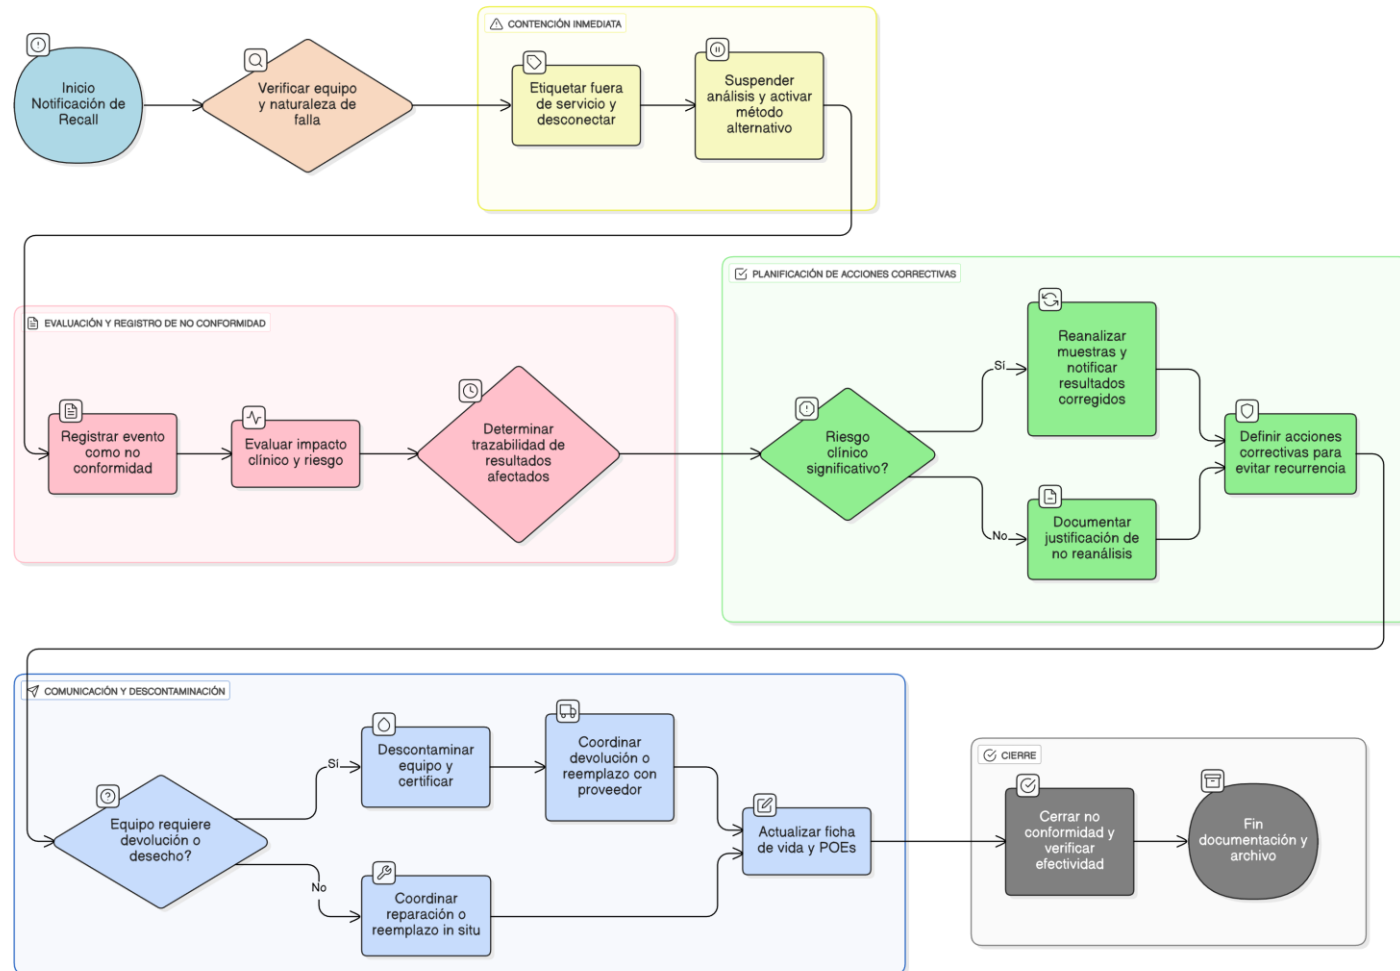 Inicio
Notificación de
Recall
Verificar equipo
y naturaleza de
falla
CONTENCIÓN INMEDIATA
Etiquetar fuera
de servicio y
desconectar
Suspender
análisis y activar
método
alternativo
EVALUACIÓN Y REGISTRO DE NO CONFORMIDAD
Registrar evento
como no
conformidad
Evaluar impacto
clínico y riesgo
Determinar
trazabilidad de
resultados
afectados
PLANIFICACIÓN DE ACCIONES CORRECTIVAS
Riesgo
clínico
significativo?
Sí
Reanalizar
muestras y
notificar
resultados
corregidos
No
Documentar
justificación de
no reanálisis
Definir acciones
correctivas para
evitar recurrencia
COMUNICACIÓN Y DESCONTAMINACIÓN
Equipo requiere
devolución o
desecho?
Sí
Descontaminar
equipo y
certificar
Coordinar
devolución o
reemplazo con
proveedor
No
Coordinar
reparación o
reemplazo in situ
Actualizar ficha
de vida y POEs
CIERRE
Cerrar no
conformidad y
verificar
efectividad
Fin
documentación y
archivo